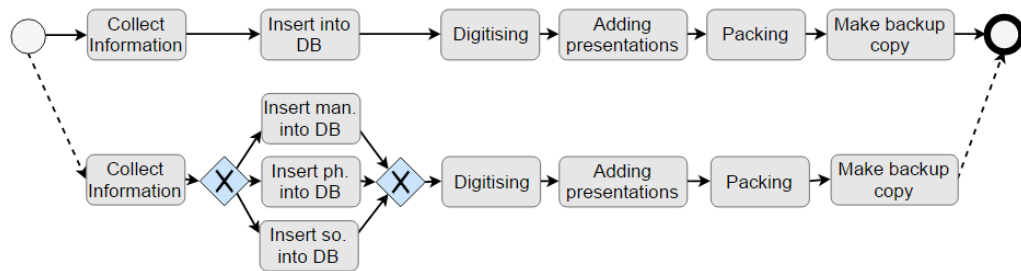 Collect
Information
Insert into
DB
Digitising
Adding
presentations
Packing
Make backup
copy
Insert man.
into DB
Collect
Information
X
Insert ph.
into DB
X
Digitising
Adding
presentations
Packing
Make backup
copy
Insert so.
into DB